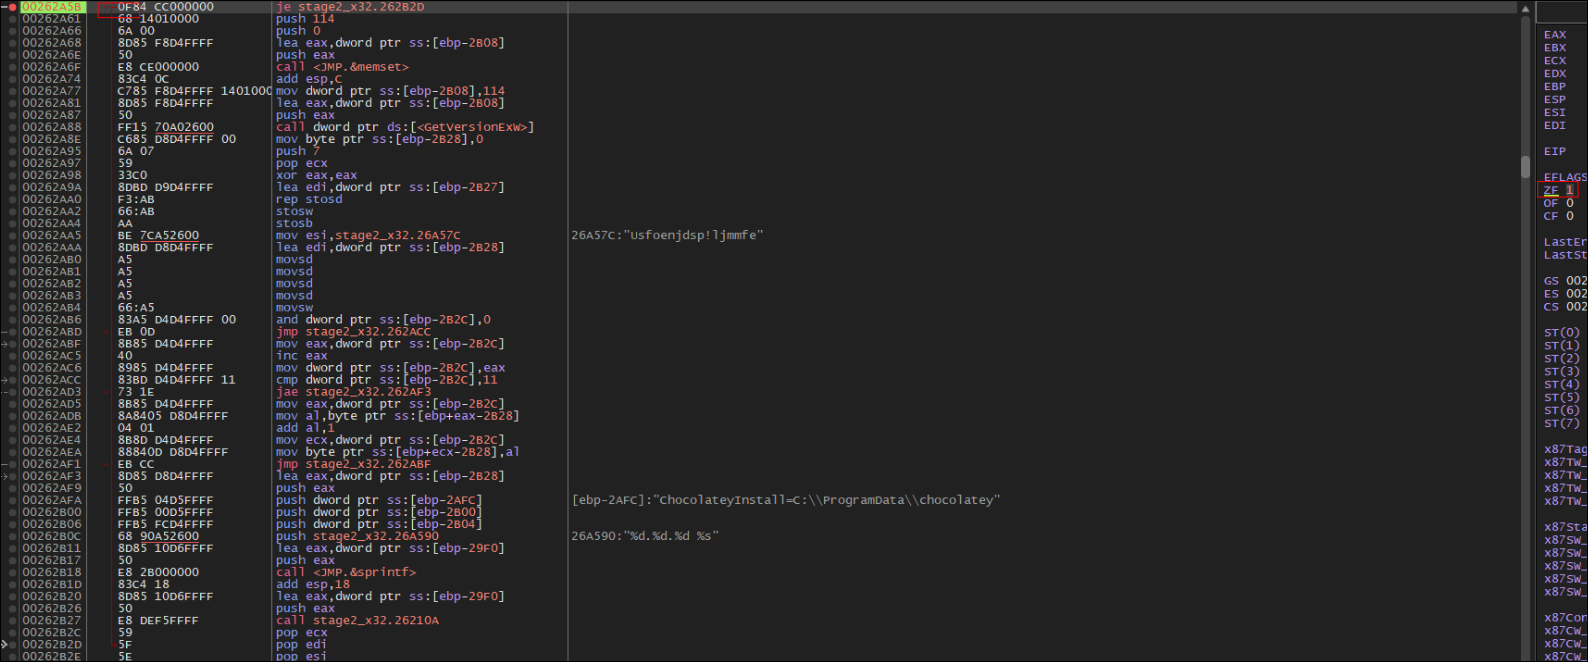 00262A5B 0F84 CC000000 je stage2_x32.262B2D
00262A61 68 14010000 push 114
00262A66 6A 00 push 0
00262A68 8D85 F8D4FFFF lea eax,dword ptr ss:[ebp-2B08]
00262A6E 50 push eax
00262A6F E8 CE000000 call <JMP.&memset>
00262A74 83C4 0C add esp,C
00262A77 C785 F8D4FFFF 1401000 mov dword ptr ss:[ebp-2B08],114
00262A81 8D85 F8D4FFFF lea eax,dword ptr ss:[ebp-2B08]
00262A87 50 push eax
00262A88 FF15 70A02600 call dword ptr ds:[<GetVersionExW>]
00262A8E C685 D8D4FFFF 00 mov byte ptr ss:[ebp-2B28],0
00262A95 6A 07 push 7
00262A97 59 pop ecx
00262A98 33C0 xor eax,eax
00262A9A 8DBD D9D4FFFF lea edi,dword ptr ss:[ebp-2B27]
00262AA0 F3:AB rep stosd
00262AA2 66:AB stosw
00262AA4 AA stosb
00262AA5 BE 7CA52600 mov esi,stage2_x32.26A57C 26A57C:"Usfoenjdsp!ljmmfe"
00262AAA 8DBD D8D4FFFF lea edi,dword ptr ss:[ebp-2B28]
00262AB0 A5 movsd
00262AB1 A5 movsd
00262AB2 A5 movsd
00262AB3 A5 movsd
00262AB4 66:A5 movsw
00262AB6 83A5 D4D4FFFF 00 and dword ptr ss:[ebp-2B2C],0
00262ABD EB 0D jmp stage2_x32.262ACC
00262ABF 8B85 D4D4FFFF mov eax,dword ptr ss:[ebp-2B2C]
00262AC5 40 inc eax
00262AC6 8985 D4D4FFFF mov dword ptr ss:[ebp-2B2C],eax
00262ACC 83BD D4D4FFFF 11 cmp dword ptr ss:[ebp-2B2C],11
00262AD3 73 1E jae stage2_x32.262AF3
00262AD5 8B85 D4D4FFFF mov eax,dword ptr ss:[ebp-2B2C]
00262ADB 8A8405 D8D4FFFF mov al,byte ptr ss:[ebp+eax-2B28]
00262AE2 04 01 add al,1
00262AE4 8B8D D4D4FFFF mov ecx,dword ptr ss:[ebp-2B2C]
00262AEA 88840D D8D4FFFF mov byte ptr ss:[ebp+ecx-2B28],al
00262AF1 EB CC jmp stage2_x32.262ABF
00262AF3 8D85 D8D4FFFF lea eax,dword ptr ss:[ebp-2B28]
00262AF9 50 push eax
00262AFA FFB5 04D5FFFF push dword ptr ss:[ebp-2AFC] [ebp-2AFC]:"ChocolateyInstall=C:\\ProgramData\\chocolatey"
00262B00 FFB5 00D5FFFF push dword ptr ss:[ebp-2B00]
00262B06 FFB5 FCD4FFFF push dword ptr ss:[ebp-2B04]
00262B0C 68 90A52600 push stage2_x32.26A590 26A590:"%d.%d.%d %s"
00262B11 8D85 10D6FFFF lea eax,dword ptr ss:[ebp-29F0]
00262B17 50 push eax
00262B18 E8 2B000000 call <JMP.&sprintf>
00262B1D 83C4 18 add esp,18
00262B20 8D85 10D6FFFF lea eax,dword ptr ss:[ebp-29F0]
00262B26 50 push eax
00262B27 E8 DEF5FFFF call stage2_x32.26210A
00262B2C 59 pop ecx
00262B2D 5F pop edi
00262B2E 5E pop esi
EAX
EBX
ECX
EDX
EBP
ESP
ESI
EDI
EIP
EFLAGS
ZF 1
OF 0
CF 0
LastEr
LastSt
GS 002
ES 002
CS 002
ST(0)
ST(1)
ST(2)
ST(3)
ST(4)
ST(5)
ST(6)
ST(7)
x87Tag
x87TW_
x87TW_
x87TW_
x87TW_
x87Sta
x87SW_
x87SW_
x87SW_
x87SW_
x87SW_
x87Con
x87CW_
x87CW_
x87CW_